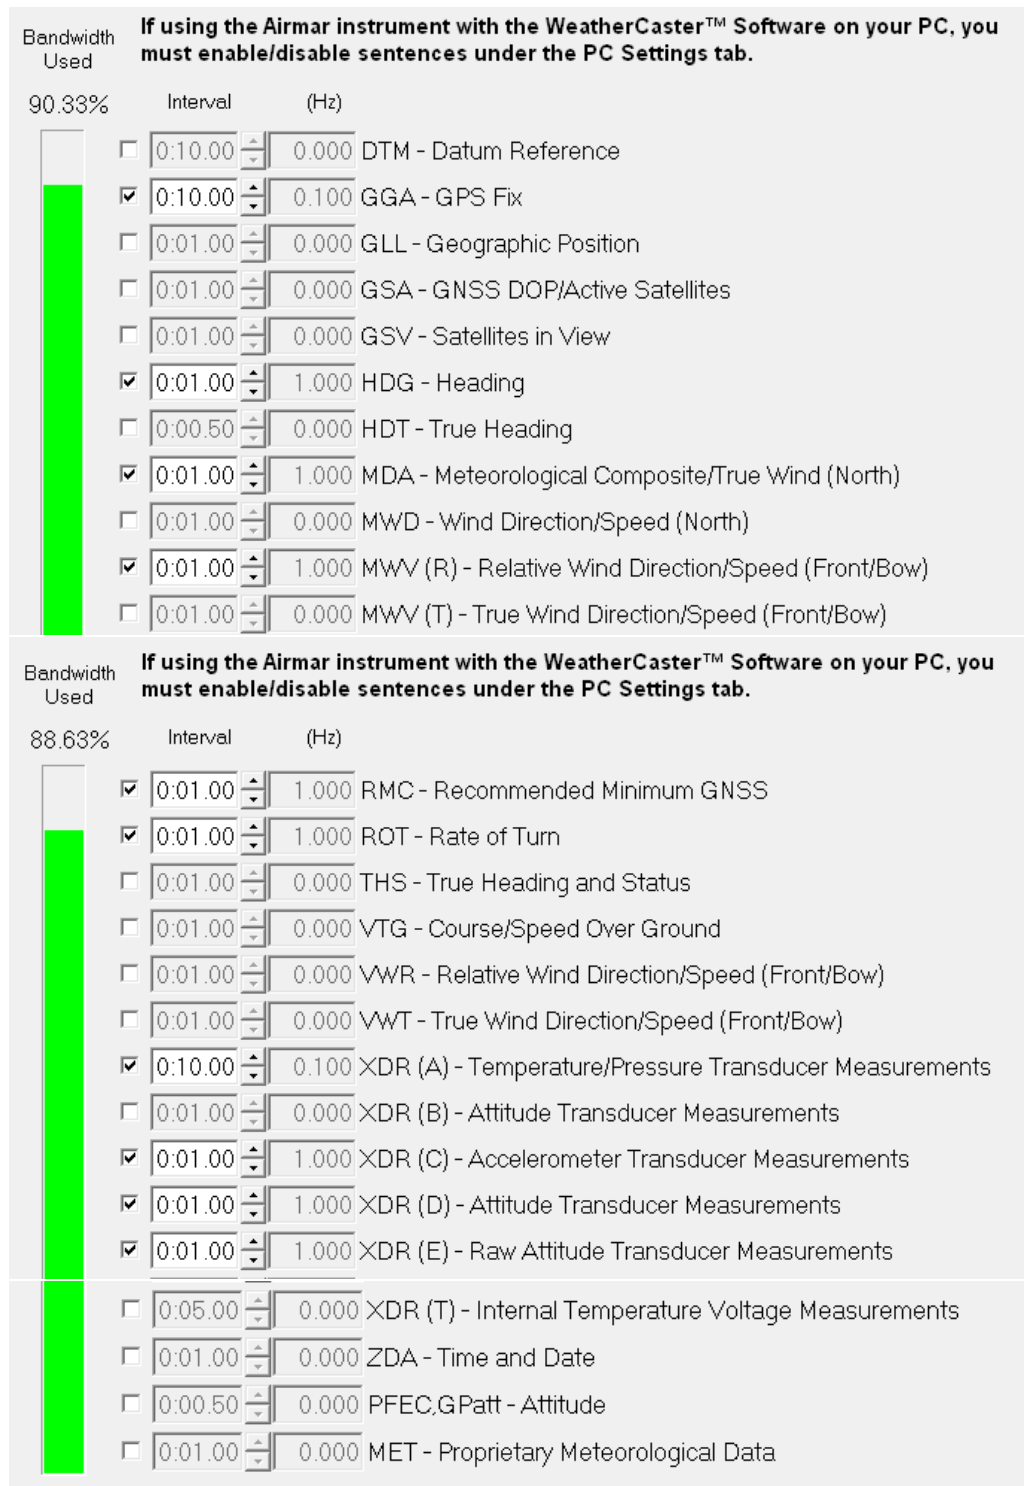 Bandwidth Used
If using the Airmar instrument with the WeatherCaster™ Software on your PC, you
must enable/disable sentences under the PC Settings tab.
90.33% Interval (Hz)
0:10.00 0.000 DTM - Datum Reference
0:10.00 0.100 GGA - GPS Fix
0:01.00 0.000 GLL - Geographic Position
0:01.00 0.000 GSA - GNSS DOP/Active Satellites
0:01.00 0.000 GSV - Satellites in View
0:01.00 1.000 HDG - Heading
0:00.50 0.000 HDT - True Heading
0:01.00 1.000 MDA - Meteorological Composite/True Wind (North)
0:01.00 0.000 MWD - Wind Direction/Speed (North)
0:01.00 1.000 MWV (R) - Relative Wind Direction/Speed (Front/Bow)
0:01.00 0.000 MWV (T) - True Wind Direction/Speed (Front/Bow)
Bandwidth Used
If using the Airmar instrument with the WeatherCaster™ Software on your PC, you
must enable/disable sentences under the PC Settings tab.
88.63% Interval (Hz)
0:01.00 1.000 RMC - Recommended Minimum GNSS
0:01.00 1.000 ROT - Rate of Turn
0:01.00 0.000 THS - True Heading and Status
0:01.00 0.000 VTG - Course/Speed Over Ground
0:01.00 0.000 VWR - Relative Wind Direction/Speed (Front/Bow)
0:01.00 0.000 VWT - True Wind Direction/Speed (Front/Bow)
0:10.00 0.100 XDR (A) - Temperature/Pressure Transducer Measurements
0:01.00 0.000 XDR (B) - Attitude Transducer Measurements
0:01.00 1.000 XDR (C) - Accelerometer Transducer Measurements
0:01.00 1.000 XDR (D) - Attitude Transducer Measurements
0:01.00 1.000 XDR (E) - Raw Attitude Transducer Measurements
0:05.00 0.000 XDR (T) - Internal Temperature Voltage Measurements
0:01.00 0.000 ZDA - Time and Date
0:00.50 0.000 PFEC,GPatt - Attitude
0:01.00 0.000 MET - Proprietary Meteorological Data